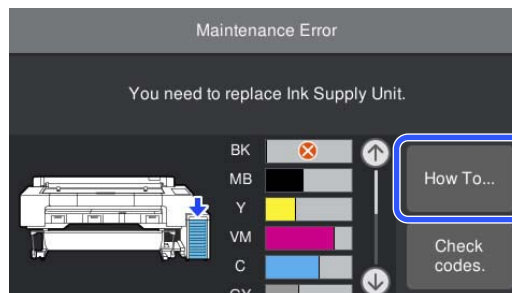 Maintenance Error
You need to replace Ink Supply Unit.
BK
MB
Y
VM
C
How To...
Check
codes.